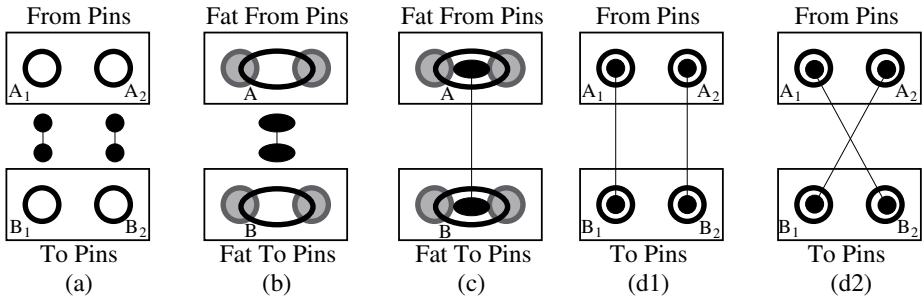 From Pins
A1
A2
B1
B2
To Pins
(a)
Fat From Pins
A
B
Fat To Pins
(b)
Fat From Pins
A
B
Fat To Pins
(c)
From Pins
A1
A2
B1
B2
To Pins
(d1)
From Pins
A1
A2
B1
B2
To Pins
(d2)